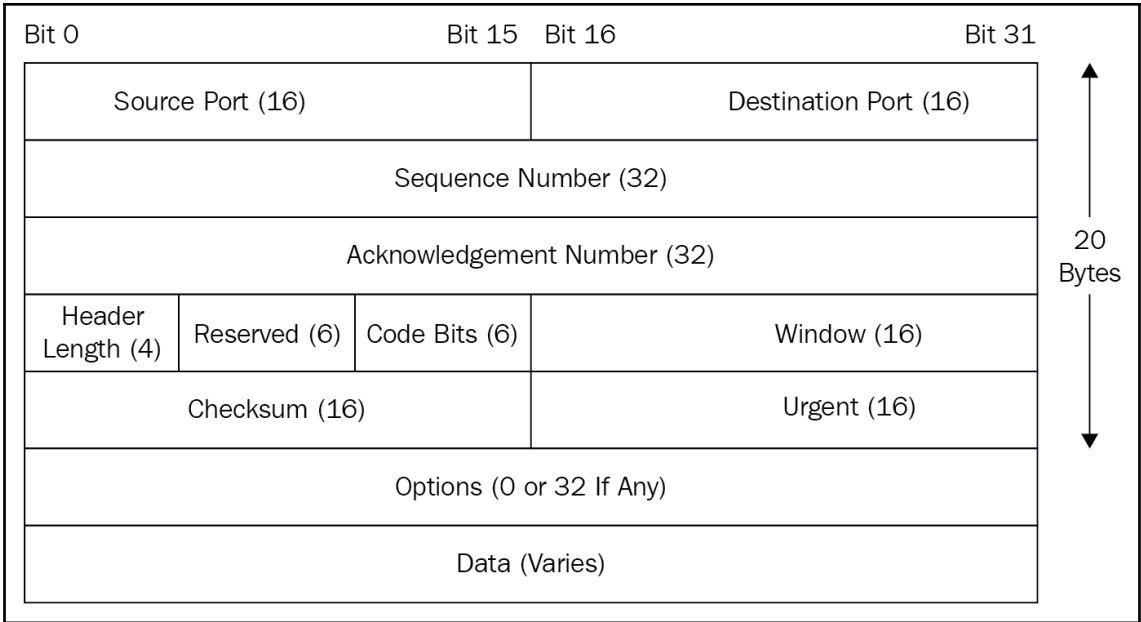 Bit 0 Bit 15 Bit 16 Bit 31
Source Port (16) Destination Port (16)
Sequence Number (32)
Acknowledgement Number (32)
20
Bytes
Header
Length (4)
Reserved (6)
Code Bits (6)
Window (16)
Checksum (16)
Urgent (16)
Options (0 or 32 If Any)
Data (Varies)